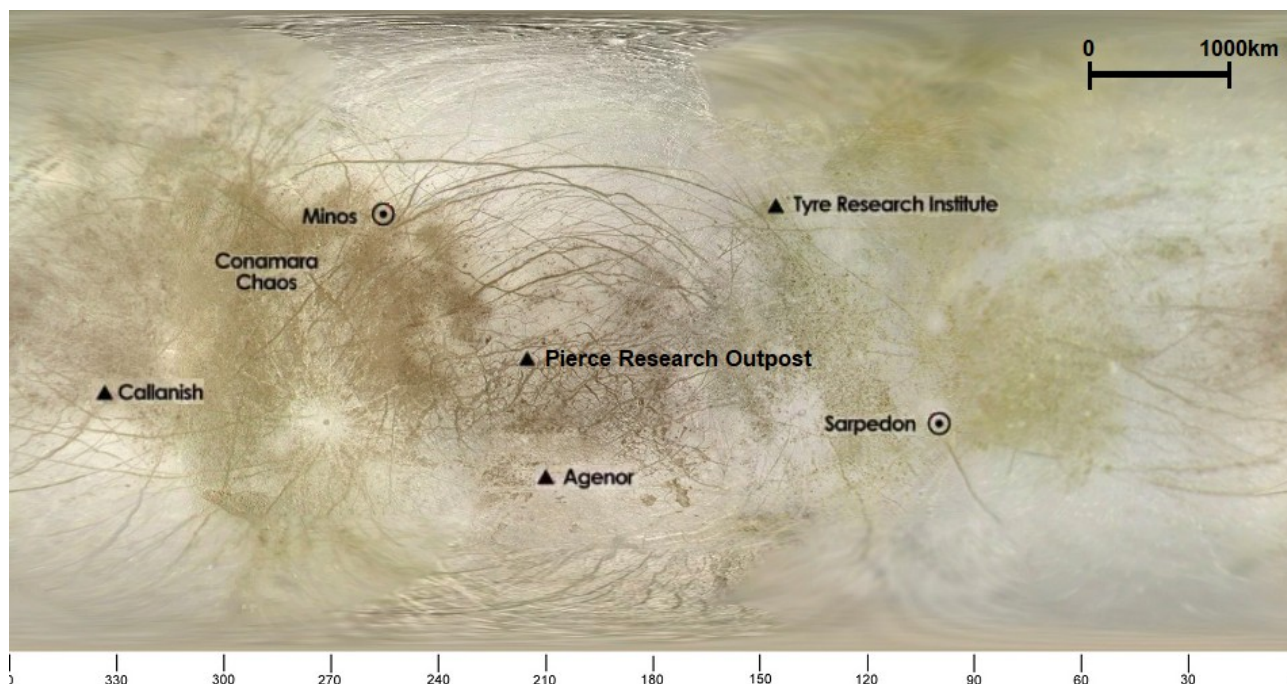 0 1000km
Minos
Tyre Research Institute
Conamara
Chaos
Pierce Research Outpost
Callanish
Sarpedon
Agenor
0 330 300 270 240 210 180 150 120 90 60 30